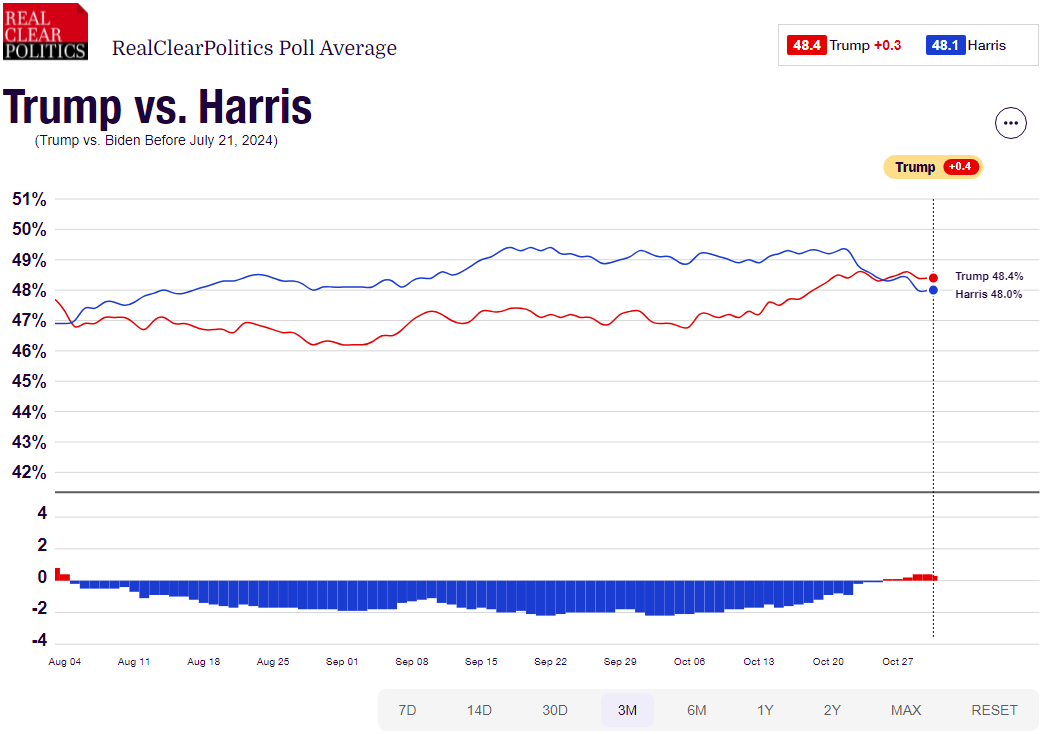 REAL
CLEAR
POLITICS
RealClearPolitics Poll Average
48.4 Trump +0.3 48.1 Harris
Trump vs. Harris
(Trump vs. Biden Before July 21, 2024)
Trump +0.4
51%
50%
49%
48%
47%
46%
45%
44%
43%
42%
Trump 48.4%
Harris 48.0%
4
2
0
-2
-4
Aug 04 Aug 11 Aug 18 Aug 25 Sep 01 Sep 08 Sep 15 Sep 22 Sep 29 Oct 06 Oct 13 Oct 20 Oct 27
7D 14D 30D 3M 6M 1Y 2Y MAX RESET